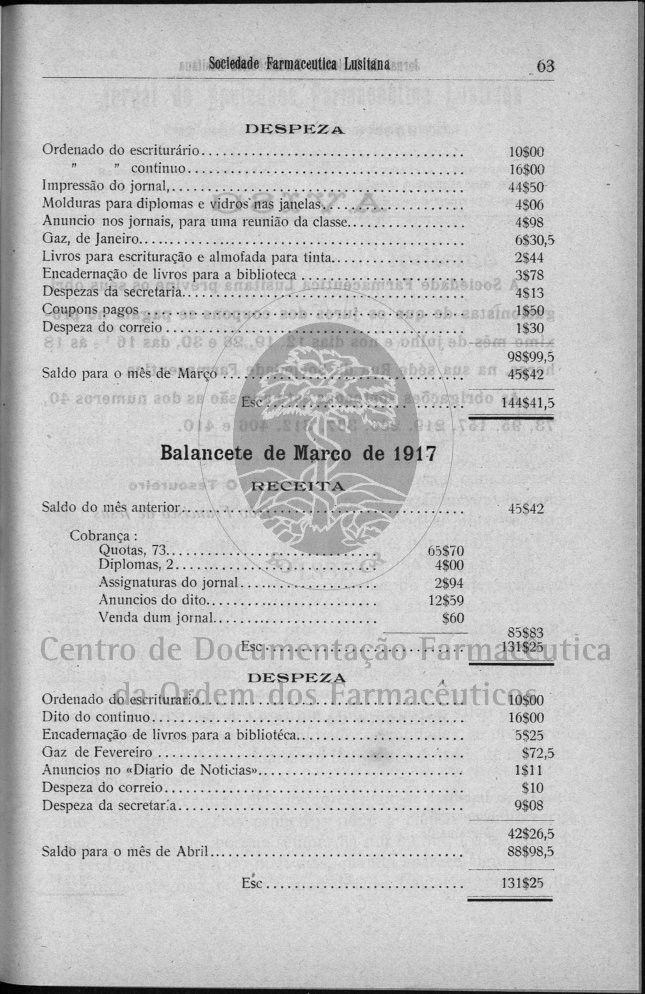 Sociedade Farmaceutica Lusitana 63
DESPEZA
Ordenado do escriturário 10$00
" " continuo 16$00
Impressão do jornal, 44$50
Molduras para diplomas e vidros nas janelas 4$06
Anuncio nos jornais, para uma reunião da classe 4$98
Gaz, de Janeiro 6$30,5
Livros para escrituração e almofada para tinta 2$44
Encadernação de livros para a biblioteca 3$78
Despezas da secretaria 4$13
Coupons pagos 1$50
Despeza do correio 1$30
98$99,5
Saldo para o mês de Março 45$42
Esc 144$41,5
Balancete de Março de 1917
RECEITA
Saldo do mês anterior 45$42
Cobrança :
Quotas, 73 65$70
Diplomas, 2 4$00
Assignaturas do jornal 2$94
Anuncios do dito 12$59
Venda dum jornal $60
85$83
Esc 131$25
Centro de Documentação Farmacêutica
da Ordem dos Farmacêuticos
DESPEZA
Ordenado do escriturario 10$00
Dito do continuo 16$00
Encadernação de livros para a bibliotéca 5$25
Gaz de Fevereiro $72,5
Anuncios no «Diario de Noticias» 1$11
Despeza do correio $10
Despeza da secretaria 9$08
42$26,5
Saldo para o mês de Abril 88$98,5
Esc 131$25